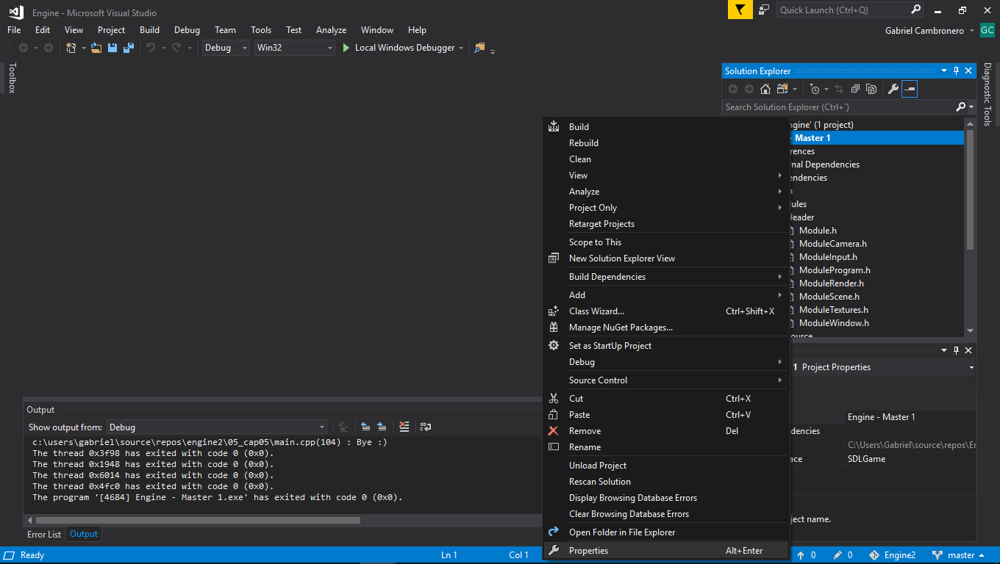 Engine - Microsoft Visual Studio
Quick Launch (Ctrl+Q)
File Edit View Project Build Debug Team Tools Test Analyze Window Help
Gabriel Cambronero GC
Debug Win32 Local Windows Debugger
Toolbox
Solution Explorer
Search Solution Explorer (Ctrl+¨)
Diagnostic Tools
ngine' (1 project)
- Master 1
rences
nal Dependencies
endencies
n
ules
Header
Module.h
ModuleCamera.h
ModuleInput.h
ModuleProgram.h
ModuleRender.h
ModuleScene.h
ModuleTextures.h
ModuleWindow.h
ource
Build
Rebuild
Clean
View
Analyze
Project Only
Retarget Projects
Scope to This
New Solution Explorer View
Build Dependencies
Add
Class Wizard... Ctrl+Shift+X
Manage NuGet Packages...
Set as StartUp Project
Debug
Source Control
Cut Ctrl+X
Paste Ctrl+V
Remove Del
Rename
Unload Project
Rescan Solution
Display Browsing Database Errors
Clear Browsing Database Errors
Open Folder in File Explorer
Properties Alt+Enter
1 Project Properties
Engine - Master 1
dencies
C:\Users\Gabriel\source\repos\En
ace SDLGame
ject name.
Output
Show output from: Debug
c:\users\gabriel\source\repos\engine2\05_cap05\main.cpp(104) : Bye :)
The thread 0x3f98 has exited with code 0 (0x0).
The thread 0x1948 has exited with code 0 (0x0).
The thread 0x6014 has exited with code 0 (0x0).
The thread 0x4fc0 has exited with code 0 (0x0).
The program '[4684] Engine - Master 1.exe' has exited with code 0 (0x0).
Error List Output
Ready Ln 1 Col 1 0 0 Engine2 master